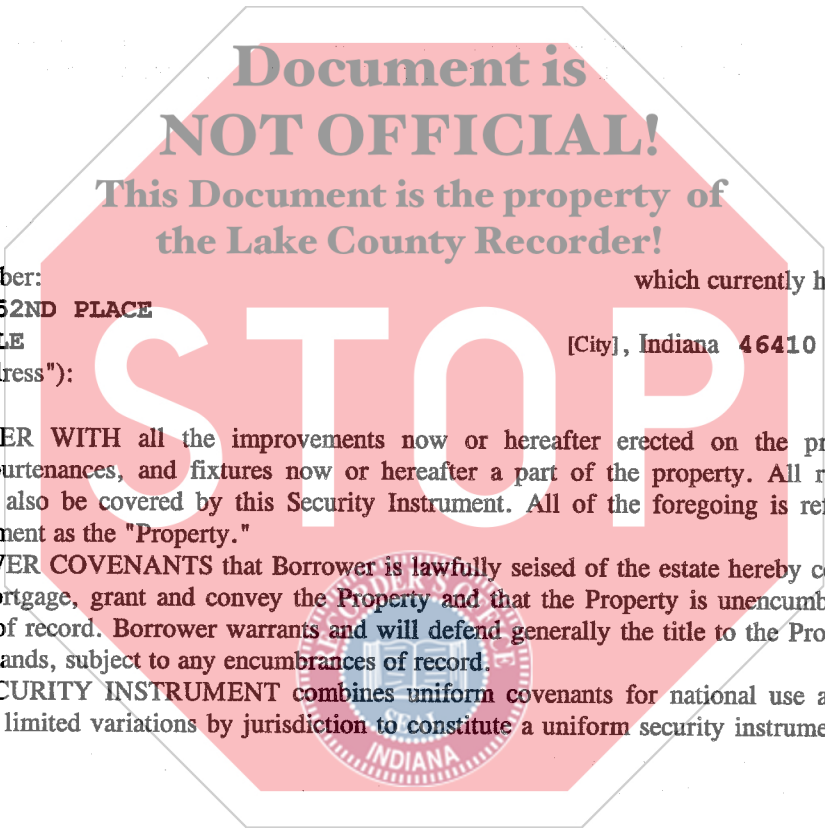 Document is
NOT OFFICIAL!
This Document is the property of
the Lake County Recorder!
ber: which currently h
52ND PLACE
LE [City], Indiana 46410
dress"):
STOP
ER WITH all the improvements now or hereafter erected on the pr
urtenances, and fixtures now or hereafter a part of the property. All r
also be covered by this Security Instrument. All of the foregoing is ref
ment as the "Property."
VER COVENANTS that Borrower is lawfully seised of the estate hereby c
ortgage, grant and convey the Property and that the Property is unencumb
of record. Borrower warrants and will defend generally the title to the Pro
ands, subject to any encumbrances of record.
CURITY INSTRUMENT combines uniform covenants for national use a
limited variations by jurisdiction to constitute a uniform security instrume
RECORDER'S OFFICE
SEAL
INDIANA